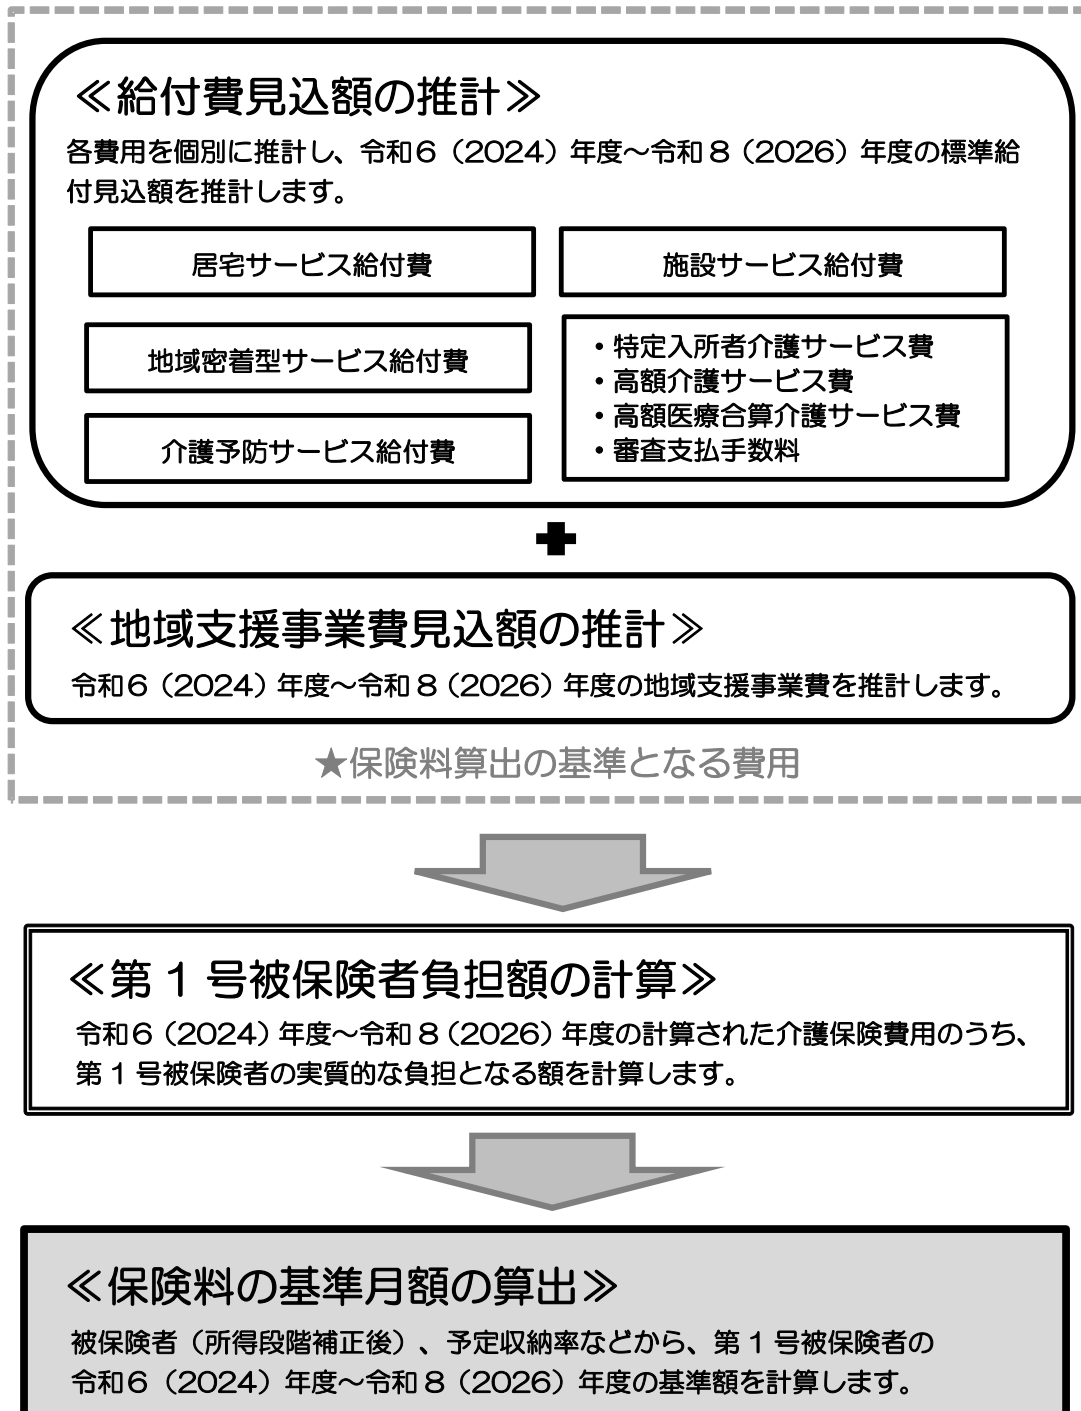 ≪給付費見込額の推計≫
各費用を個別に推計し、令和6（2024）年度～令和8（2026）年度の標準給
付見込額を推計します。
居宅サービス給付費
施設サービス給付費
地域密着型サービス給付費
介護予防サービス給付費
・特定入所者介護サービス費
・高額介護サービス費
・高額医療合算介護サービス費
・審査支払手数料
≪地域支援事業費見込額の推計≫
令和6（2024）年度～令和8（2026）年度の地域支援事業費を推計します。
★保険料算出の基準となる費用
≪第1号被保険者負担額の計算≫
令和6（2024）年度～令和8（2026）年度の計算された介護保険費用のうち、
第1号被保険者の実質的な負担となる額を計算します。
≪保険料の基準月額の算出≫
被保険者（所得段階補正後）、予定収納率などから、第1号被保険者の
令和6（2024）年度～令和8（2026）年度の基準額を計算します。